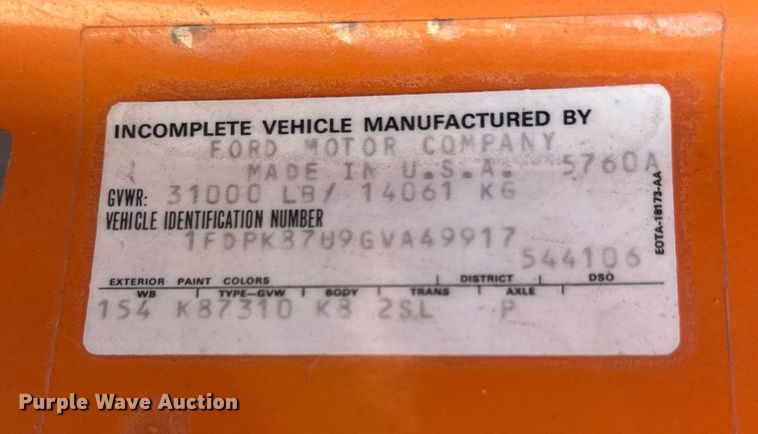 INCOMPLETE VEHICLE MANUFACTURED BY
FORD MOTOR COMPANY
MADE IN U.S.A. 5760A
GVWR: 31000 LB/ 14061 KG
VEHICLE IDENTIFICATION NUMBER
1FDPK87U9GVA49917
544106
EXTERIOR PAINT COLORS DISTRICT DSO
WB TYPE-GVW BODY TRANS AXLE
154 K87310 K8 2SL P
EOTA-18173-AA
Purple Wave Auction